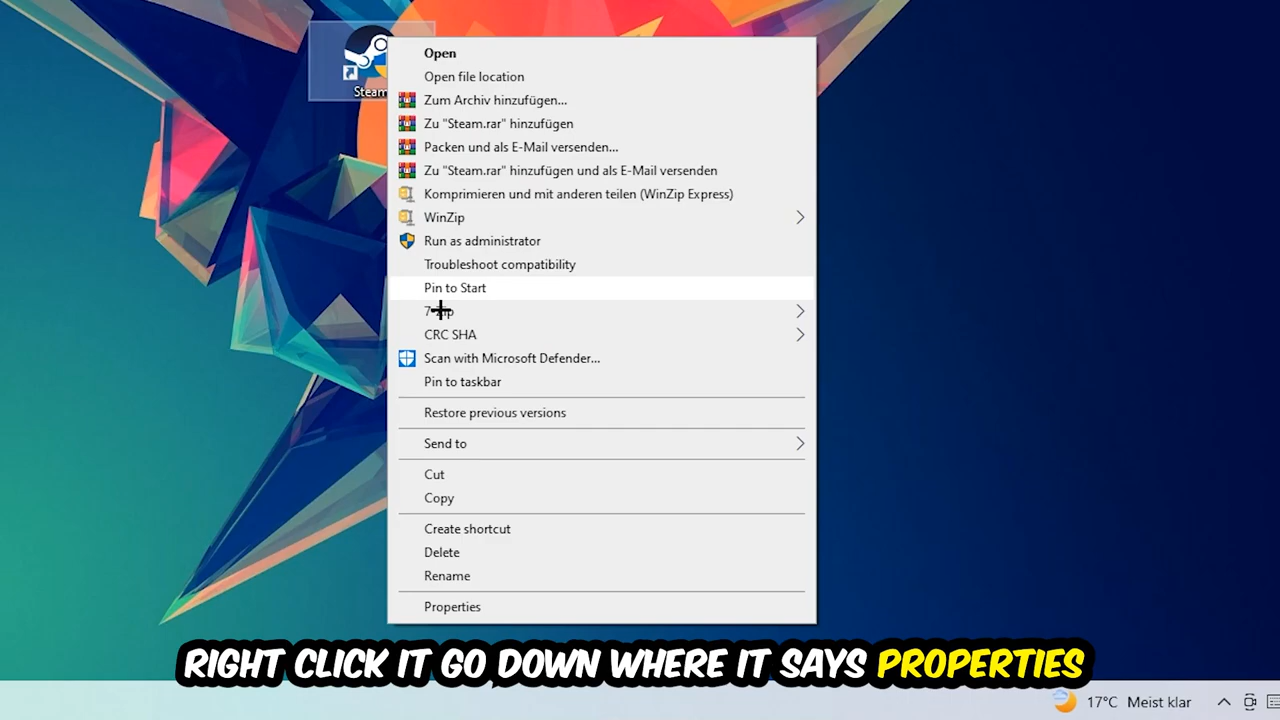 Steam
Open
Open file location
Zum Archiv hinzufügen...
Zu "Steam.rar" hinzufügen
Packen und als E-Mail versenden...
Zu "Steam.rar" hinzufügen und als E-Mail versenden
Komprimieren und mit anderen teilen (WinZip Express)
WinZip
Run as administrator
Troubleshoot compatibility
Pin to Start
7-Zip
CRC SHA
Scan with Microsoft Defender...
Pin to taskbar
Restore previous versions
Send to
Cut
Copy
Create shortcut
Delete
Rename
Properties
RIGHT CLICK IT GO DOWN WHERE IT SAYS PROPERTIES
17°C Meist klar